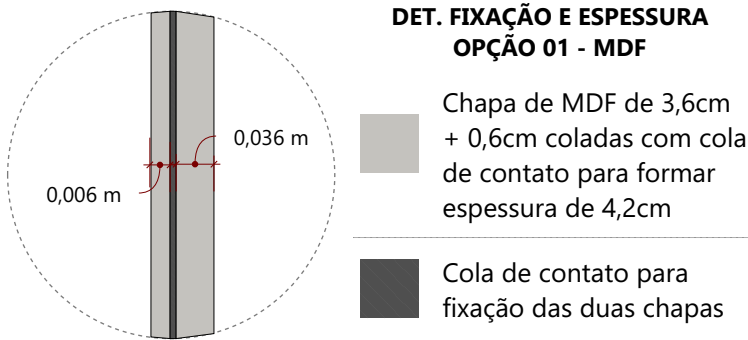 DET. FIXAÇÃO E ESPESSURA
OPÇÃO 01 - MDF
Chapa de MDF de 3,6cm
+ 0,6cm coladas com cola
de contato para formar
espessura de 4,2cm
0,036 m
0,006 m
Cola de contato para
fixação das duas chapas